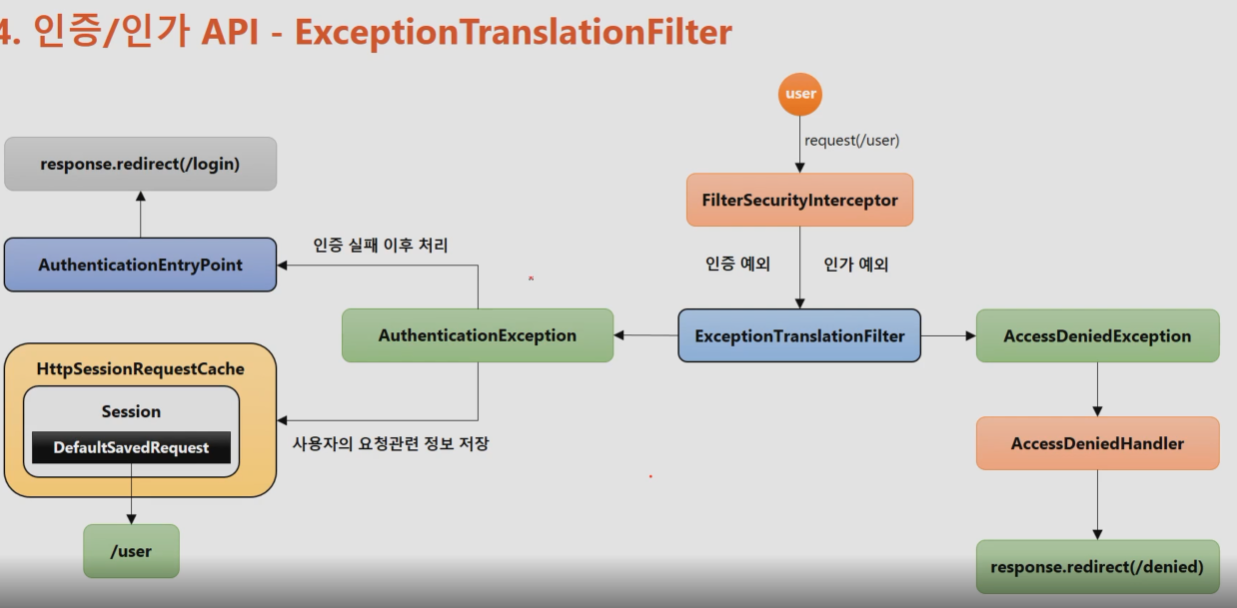 4. 인증/인가 API - ExceptionTranslationFilter
user
request(/user)
response.redirect(/login)
FilterSecurityInterceptor
인증 실패 이후 처리
AuthenticationEntryPoint
인증 예외
인가 예외
AuthenticationException
ExceptionTranslationFilter
AccessDeniedException
HttpSessionRequestCache
Session
DefaultSavedRequest
사용자의 요청관련 정보 저장
AccessDeniedHandler
/user
response.redirect(/denied)